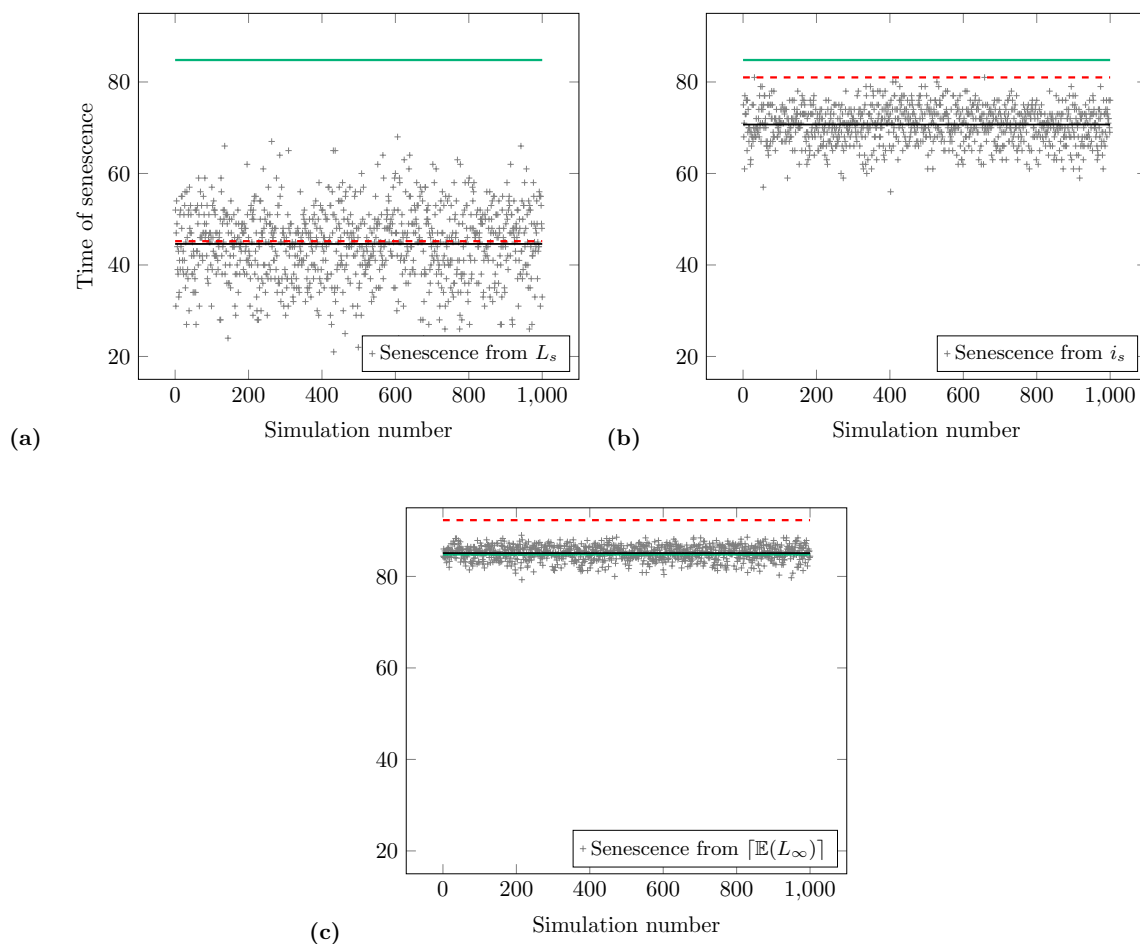 80
60
40
20
Time of senescence
0 200 400 600 800 1,000
Simulation number
Senescence from L_s
(a)
80
60
40
20
0 200 400 600 800 1,000
Simulation number
Senescence from i_s
(b)
80
60
40
20
0 200 400 600 800 1,000
Simulation number
Senescence from ⌈𝔼(L_∞)⌉
(c)